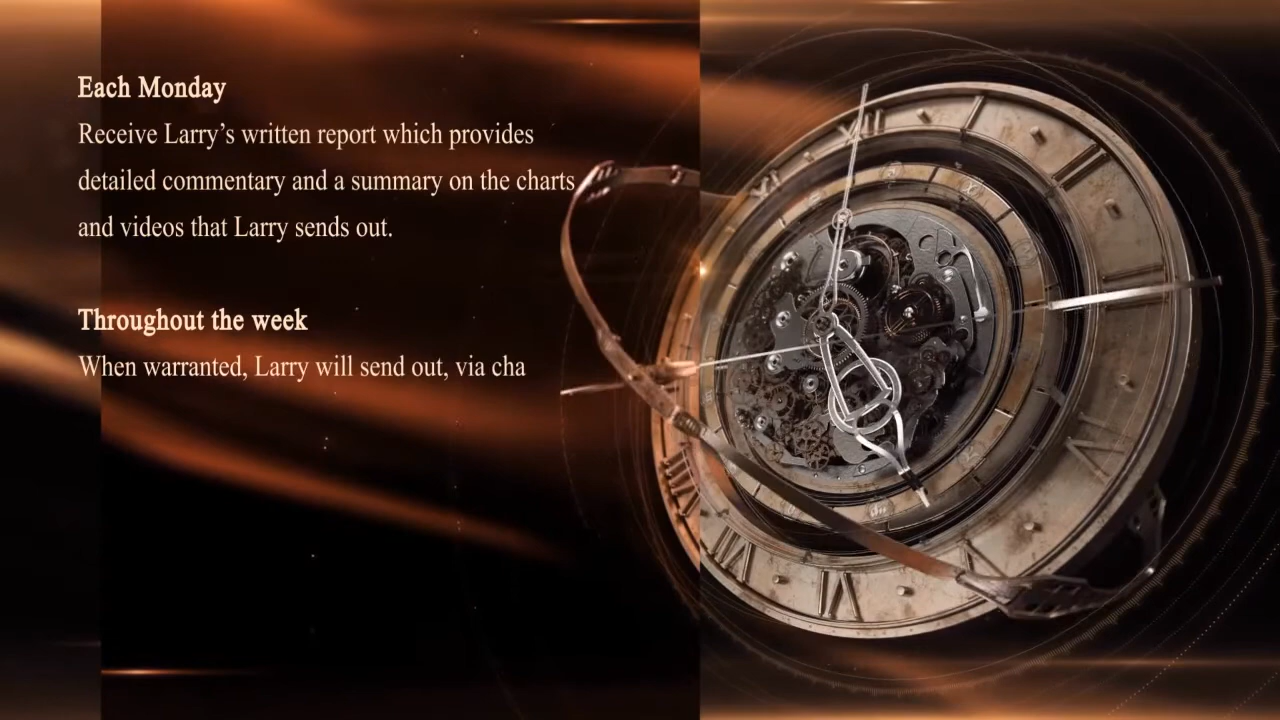 Each Monday
Receive Larry’s written report which provides
detailed commentary and a summary on the charts
and videos that Larry sends out.
Throughout the week
When warranted, Larry will send out, via cha